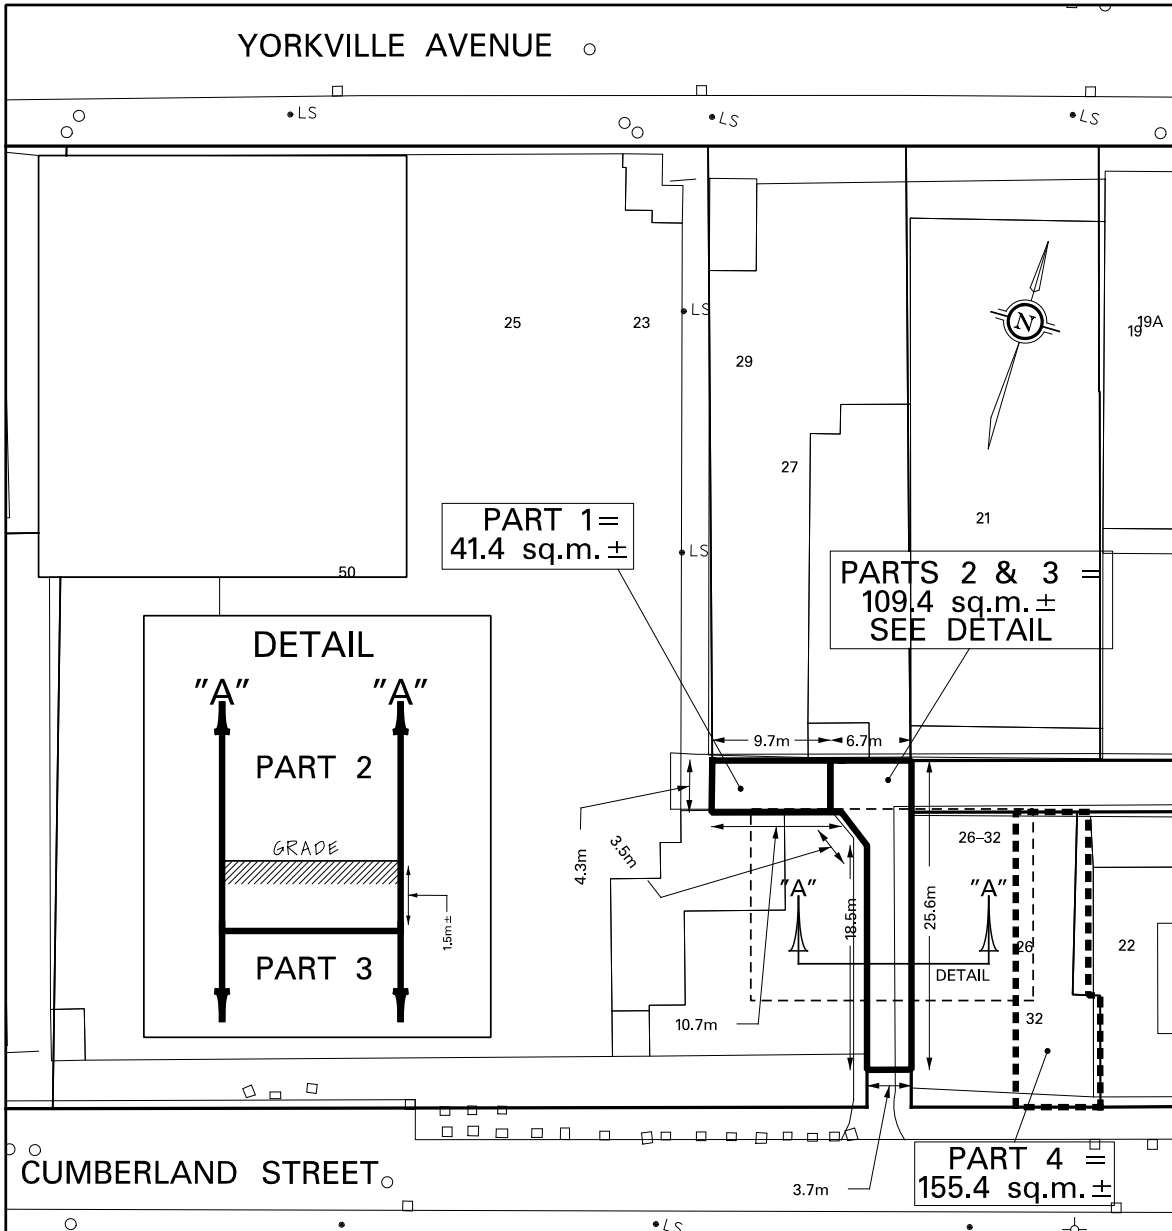 YORKVILLE AVENUE
LS
LS
LS
LS
25
23
29
N
19
19A
27
21
PART 1=
41.4 sq.m. ±
LS
50
PARTS 2 & 3 =
109.4 sq.m. ±
SEE DETAIL
DETAIL
"A" "A"
PART 2
GRADE
1.5m±
PART 3
9.7m
6.7m
4.3m
3.5m
10.7m
18.5m
25.6m
26–32
"A"
"A"
DETAIL
26
22
32
CUMBERLAND STREET
3.7m
PART 4 =
155.4 sq.m. ±
LS